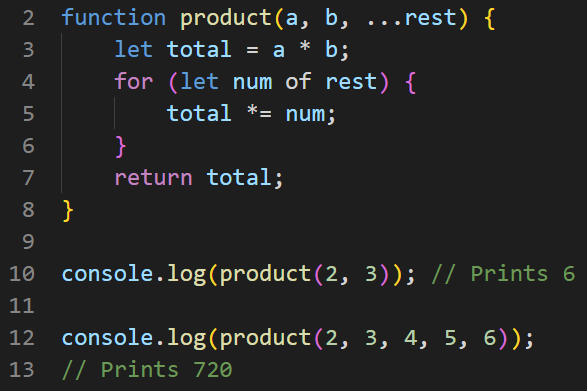 2 function product(a, b, ...rest) {
3     let total = a * b;
4     for (let num of rest) {
5         total *= num;
6     }
7     return total;
8 }
9
10 console.log(product(2, 3)); // Prints 6
11
12 console.log(product(2, 3, 4, 5, 6));
13 // Prints 720